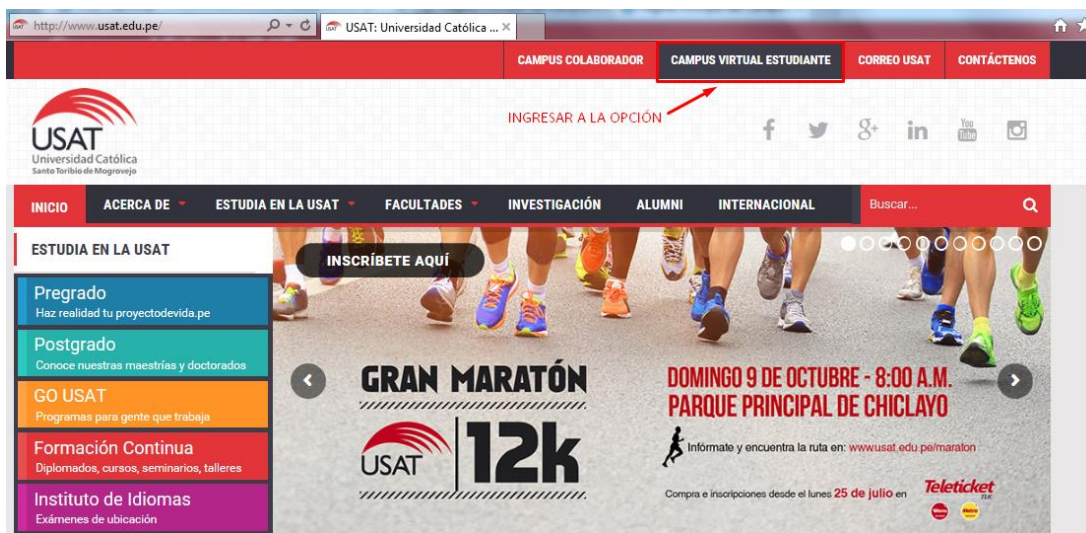 http://www.usat.edu.pe/
USAT: Universidad Católica ...
CAMPUS COLABORADOR
CAMPUS VIRTUAL ESTUDIANTE
CORREO USAT
CONTÁCTENOS
INGRESAR A LA OPCIÓN
USAT
Universidad Católica
Santo Toribio de Mogrovejo
f
g+
in
You
Tube
INICIO
ACERCA DE
ESTUDIA EN LA USAT
FACULTADES
INVESTIGACIÓN
ALUMNI
INTERNACIONAL
Buscar...
ESTUDIA EN LA USAT
Pregrado
Haz realidad tu proyectodevida.pe
Postgrado
Conoce nuestras maestrías y doctorados
GO USAT
Programas para gente que trabaja
Formación Continua
Diplomados, cursos, seminarios, talleres
Instituto de Idiomas
Exámenes de ubicación
INSCRÍBETE AQUÍ
GRAN MARATÓN
USAT
12k
DOMINGO 9 DE OCTUBRE - 8:00 A.M.
PARQUE PRINCIPAL DE CHICLAYO
Infórmate y encuentra la ruta en: www.usat.edu.pe/maraton
Compra e inscripciones desde el lunes 25 de julio en
Teleticket